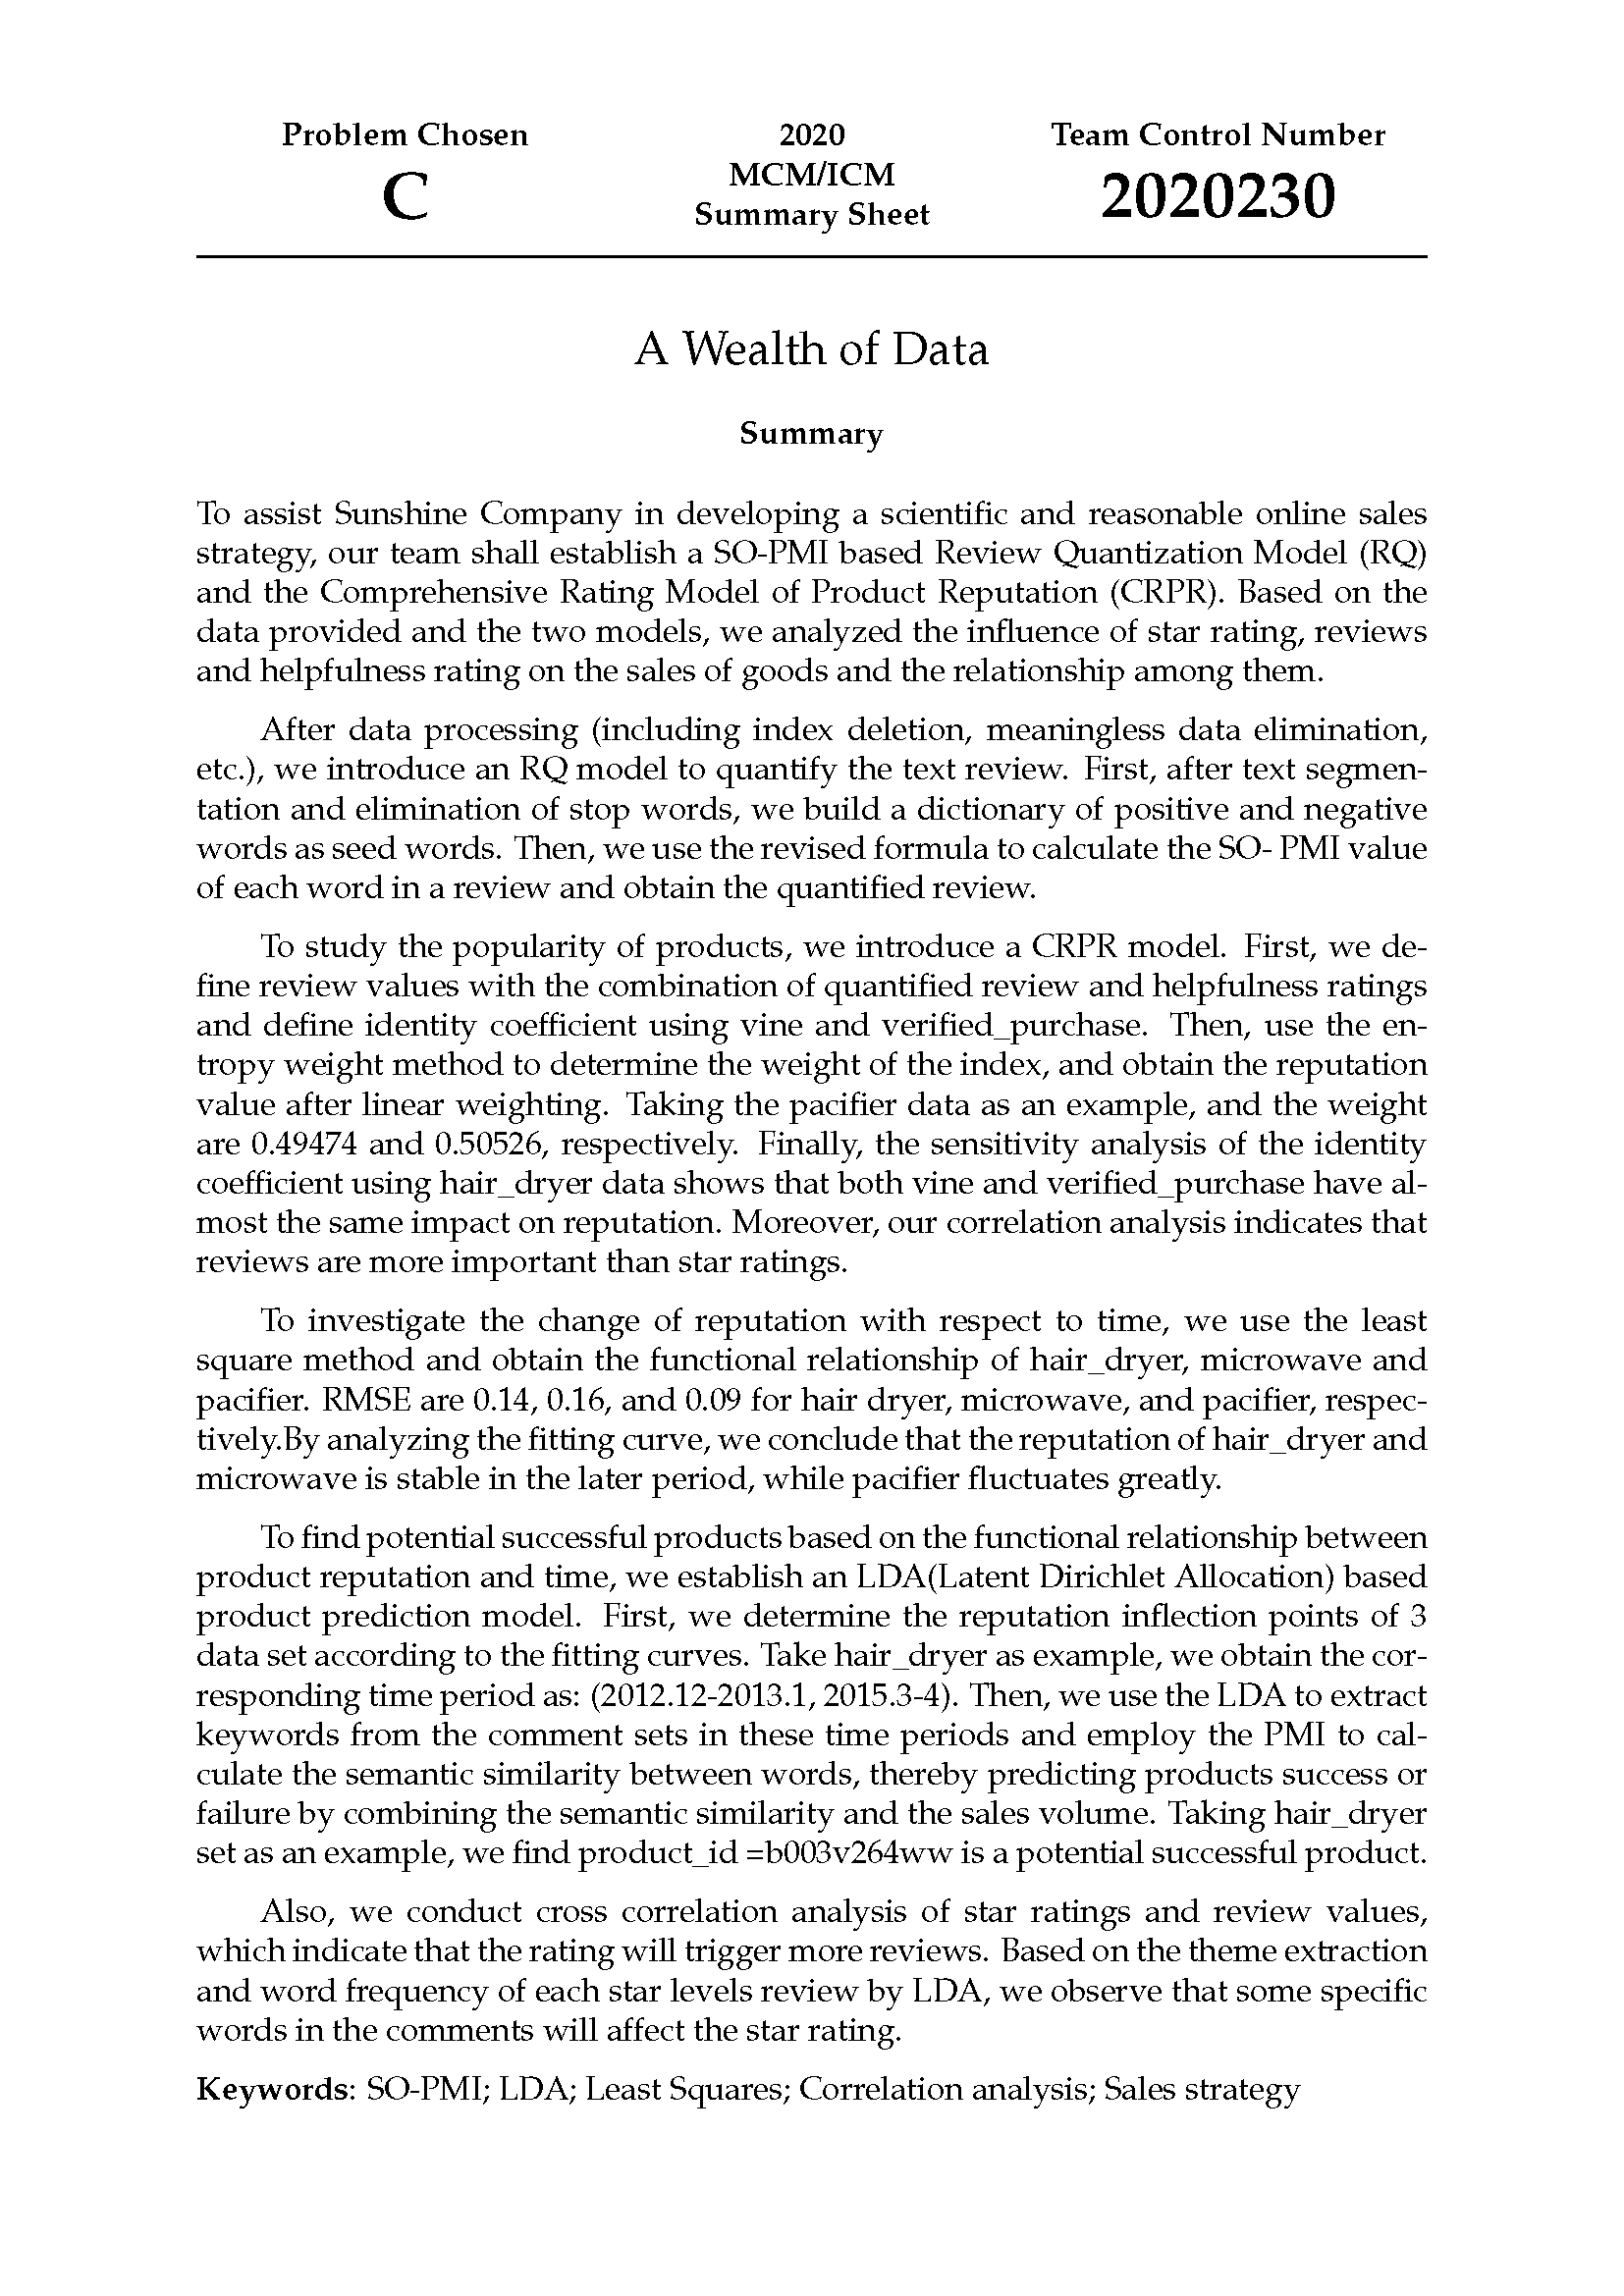 Problem Chosen
C
2020
MCM/ICM
Summary Sheet
Team Control Number
2020230
A Wealth of Data
Summary
To assist Sunshine Company in developing a scientific and reasonable online sales
strategy, our team shall establish a SO-PMI based Review Quantization Model (RQ)
and the Comprehensive Rating Model of Product Reputation (CRPR). Based on the
data provided and the two models, we analyzed the influence of star rating, reviews
and helpfulness rating on the sales of goods and the relationship among them.
After data processing (including index deletion, meaningless data elimination,
etc.), we introduce an RQ model to quantify the text review. First, after text segmen-
tation and elimination of stop words, we build a dictionary of positive and negative
words as seed words. Then, we use the revised formula to calculate the SO- PMI value
of each word in a review and obtain the quantified review.
To study the popularity of products, we introduce a CRPR model. First, we de-
fine review values with the combination of quantified review and helpfulness ratings
and define identity coefficient using vine and verified_purchase. Then, use the en-
tropy weight method to determine the weight of the index, and obtain the reputation
value after linear weighting. Taking the pacifier data as an example, and the weight
are 0.49474 and 0.50526, respectively. Finally, the sensitivity analysis of the identity
coefficient using hair_dryer data shows that both vine and verified_purchase have al-
most the same impact on reputation. Moreover, our correlation analysis indicates that
reviews are more important than star ratings.
To investigate the change of reputation with respect to time, we use the least
square method and obtain the functional relationship of hair_dryer, microwave and
pacifier. RMSE are 0.14, 0.16, and 0.09 for hair dryer, microwave, and pacifier, respec-
tively.By analyzing the fitting curve, we conclude that the reputation of hair_dryer and
microwave is stable in the later period, while pacifier fluctuates greatly.
To find potential successful products based on the functional relationship between
product reputation and time, we establish an LDA(Latent Dirichlet Allocation) based
product prediction model. First, we determine the reputation inflection points of 3
data set according to the fitting curves. Take hair_dryer as example, we obtain the cor-
responding time period as: (2012.12-2013.1, 2015.3-4). Then, we use the LDA to extract
keywords from the comment sets in these time periods and employ the PMI to cal-
culate the semantic similarity between words, thereby predicting products success or
failure by combining the semantic similarity and the sales volume. Taking hair_dryer
set as an example, we find product_id =b003v264ww is a potential successful product.
Also, we conduct cross correlation analysis of star ratings and review values,
which indicate that the rating will trigger more reviews. Based on the theme extraction
and word frequency of each star levels review by LDA, we observe that some specific
words in the comments will affect the star rating.
Keywords: SO-PMI; LDA; Least Squares; Correlation analysis; Sales strategy